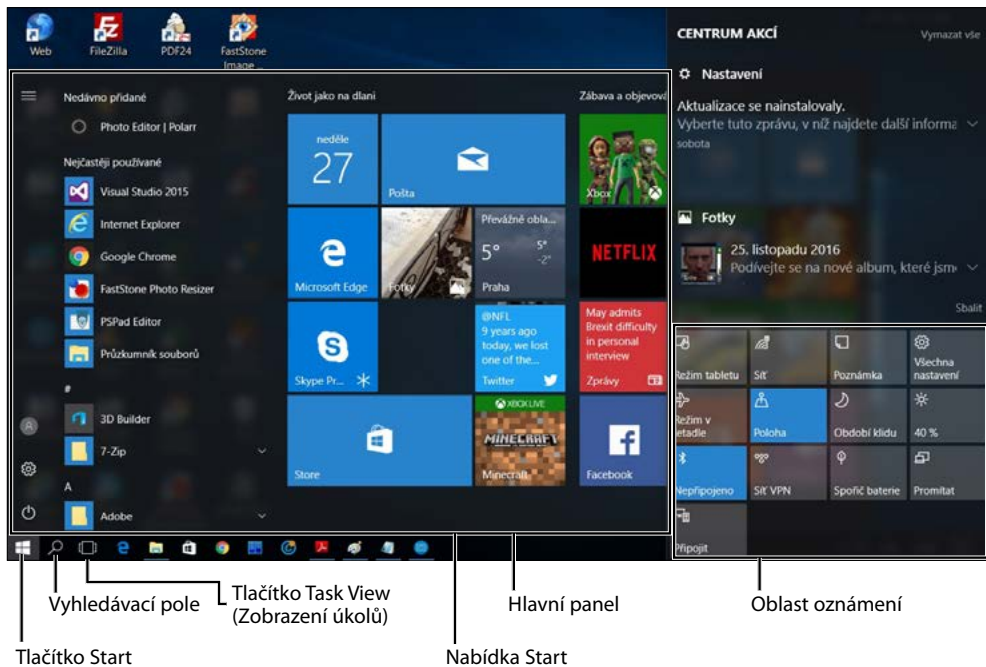 Web
FileZilla
PDF24
FastStone
Image ...
Nedávno přidané
Photo Editor | Polarr
Nejčastěji používané
Visual Studio 2015
Internet Explorer
Google Chrome
FastStone Photo Resizer
PSPad Editor
Průzkumník souborů
#
3D Builder
7-Zip
A
Adobe
Život jako na dlani
neděle
27
Pošta
Microsoft Edge
Fotky
Převážně obla...
5°
5°
-2°
Praha
Skype Pr...
@NFL
9 years ago
today, we lost
one of the...
Twitter
Store
XBOX LIVE
MINECRAFT
Minecraft
Zábava a objevová
Xbox
NETFLIX
May admits
Brexit difficulty
in personal
interview
Zprávy
Facebook
CENTRUM AKCÍ
Vymazat vše
Nastavení
Aktualizace se nainstalovaly.
Vyberte tuto zprávu, v níž najdete další informa
sobota
Fotky
25. listopadu 2016
Podívejte se na nové album, které jsm
Sbalit
Režim tabletu
Síť
Poznámka
Všechna
nastavení
Režim v
letadle
Poloha
Období klidu
40 %
Nepřipojeno
Síť VPN
Spořič baterie
Promítat
Připojit
Vyhledávací pole
Tlačítko Task View
(Zobrazení úkolů)
Hlavní panel
Oblast oznámení
Tlačítko Start
Nabídka Start